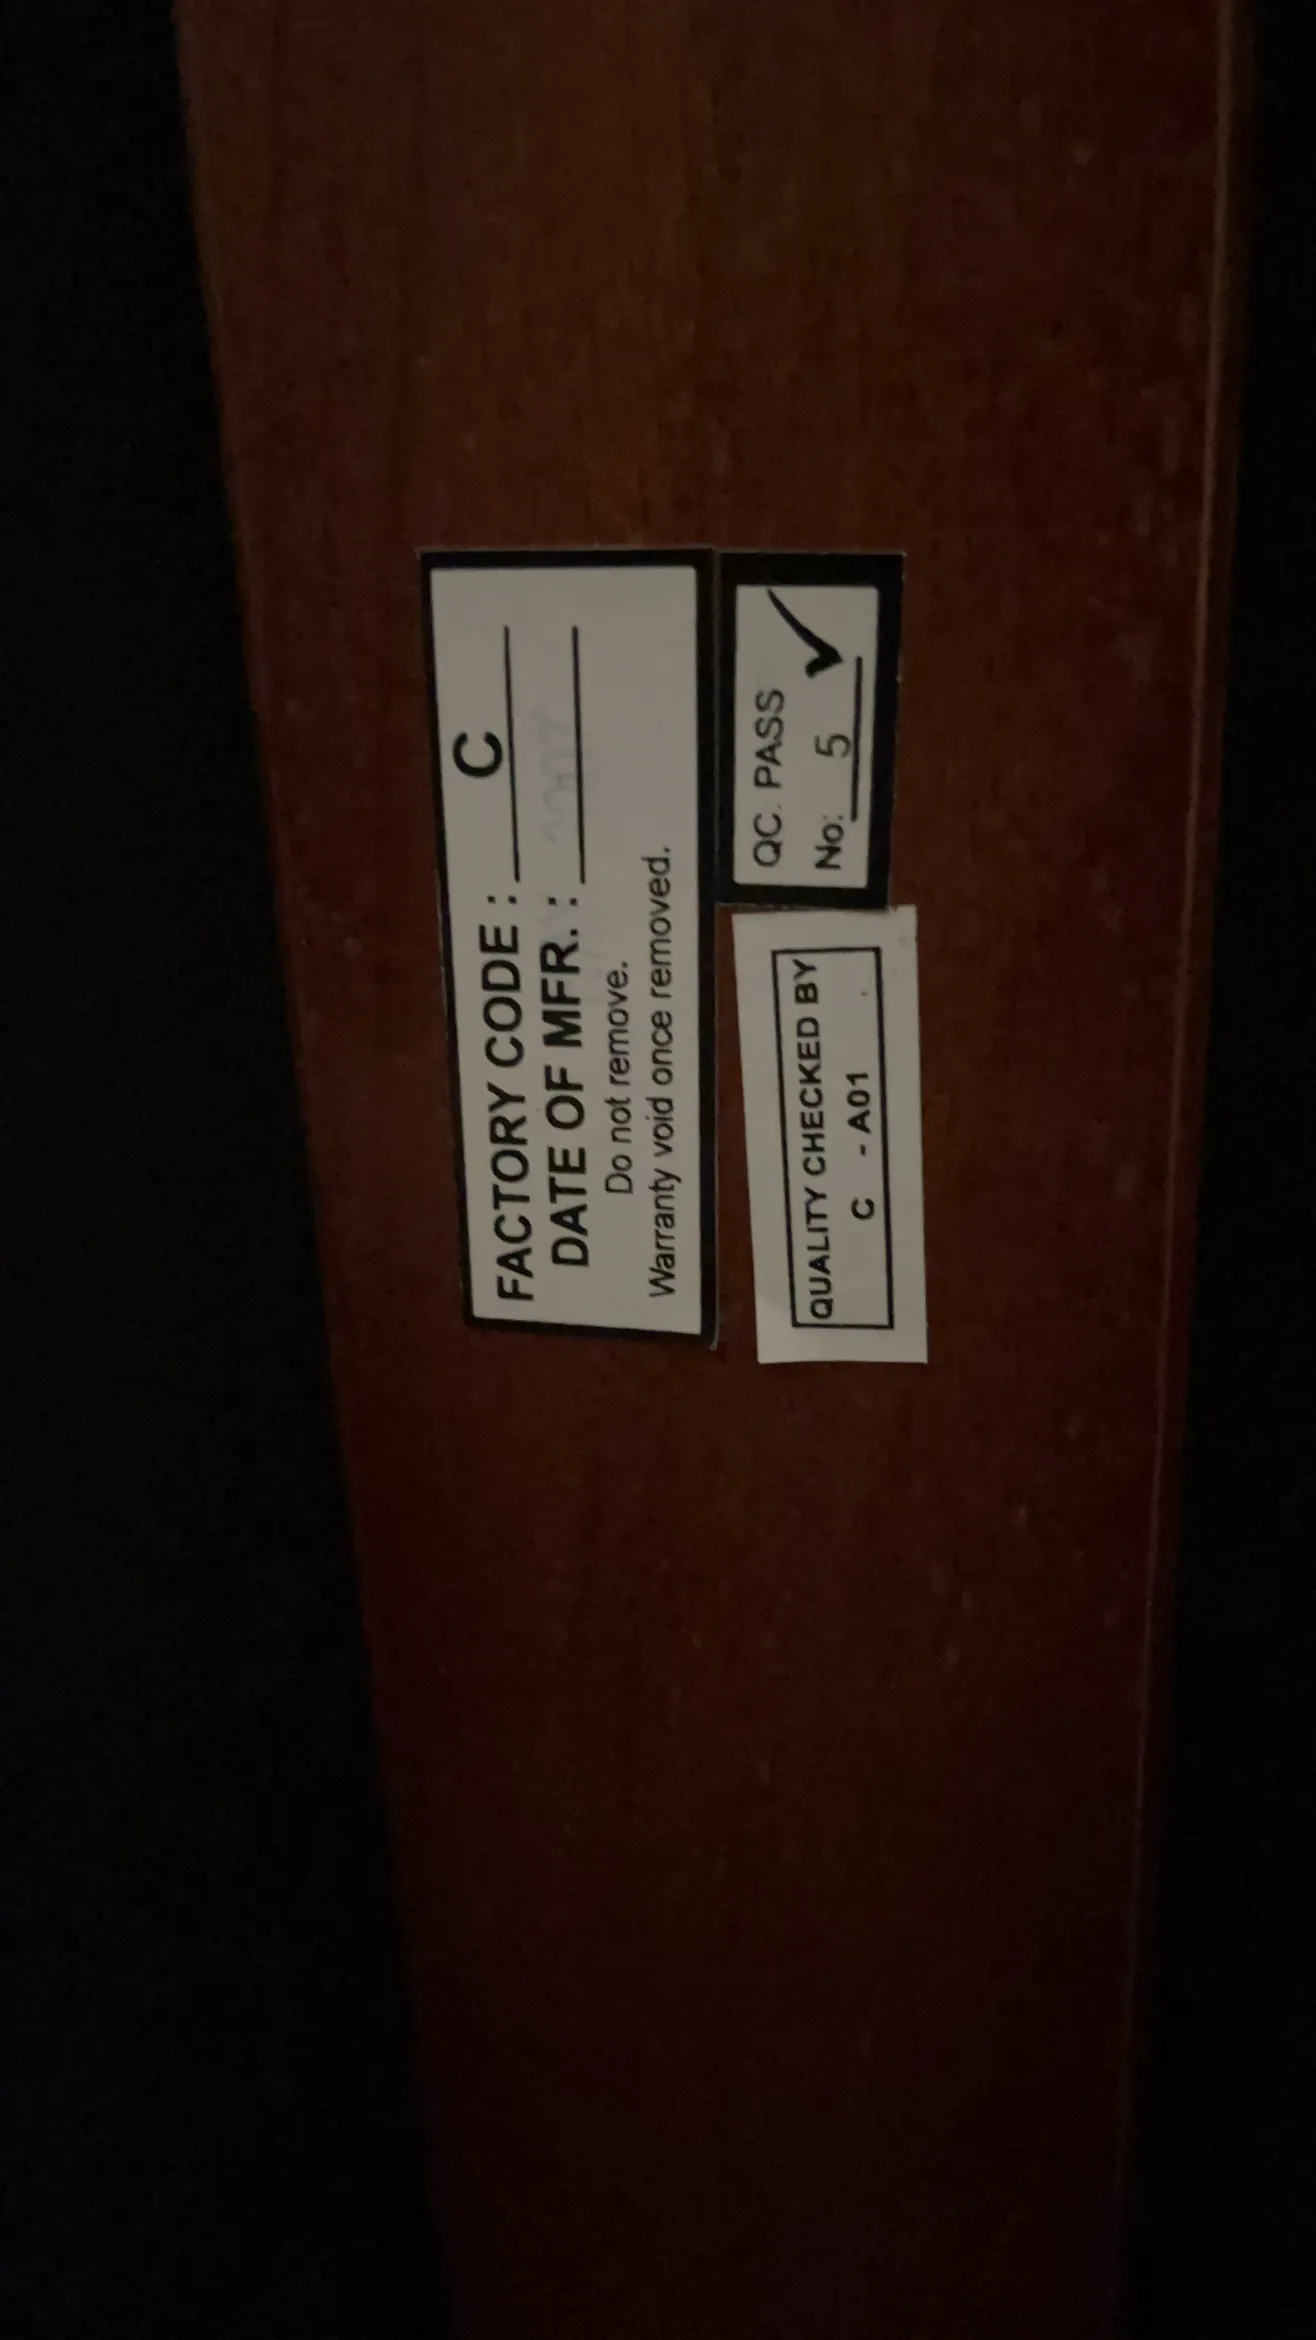 FACTORY CODE : C
DATE OF MFR. : 2007
Do not remove.
Warranty void once removed.
QC. PASS
No: 5 ✓
QUALITY CHECKED BY
C - A01